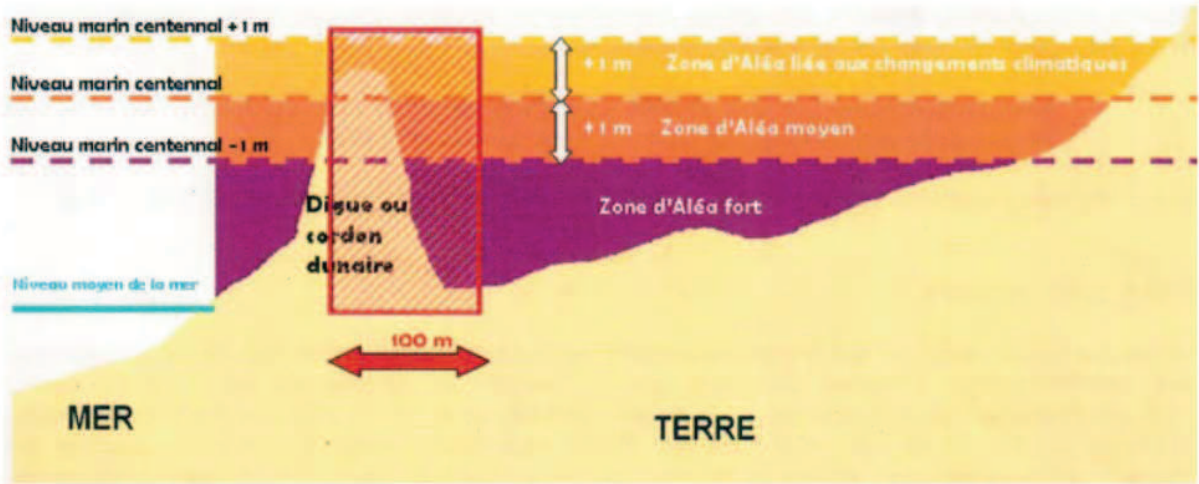 Niveau marin centennal +1 m
+1 m Zone d'Aléa liée aux changements climatiques
Niveau marin centennal
+1 m Zone d'Aléa moyen
Niveau marin centennal -1 m
Digue ou
cordon
dunaire
Zone d'Aléa fort
Niveau moyen de la mer
100 m
MER
TERRE